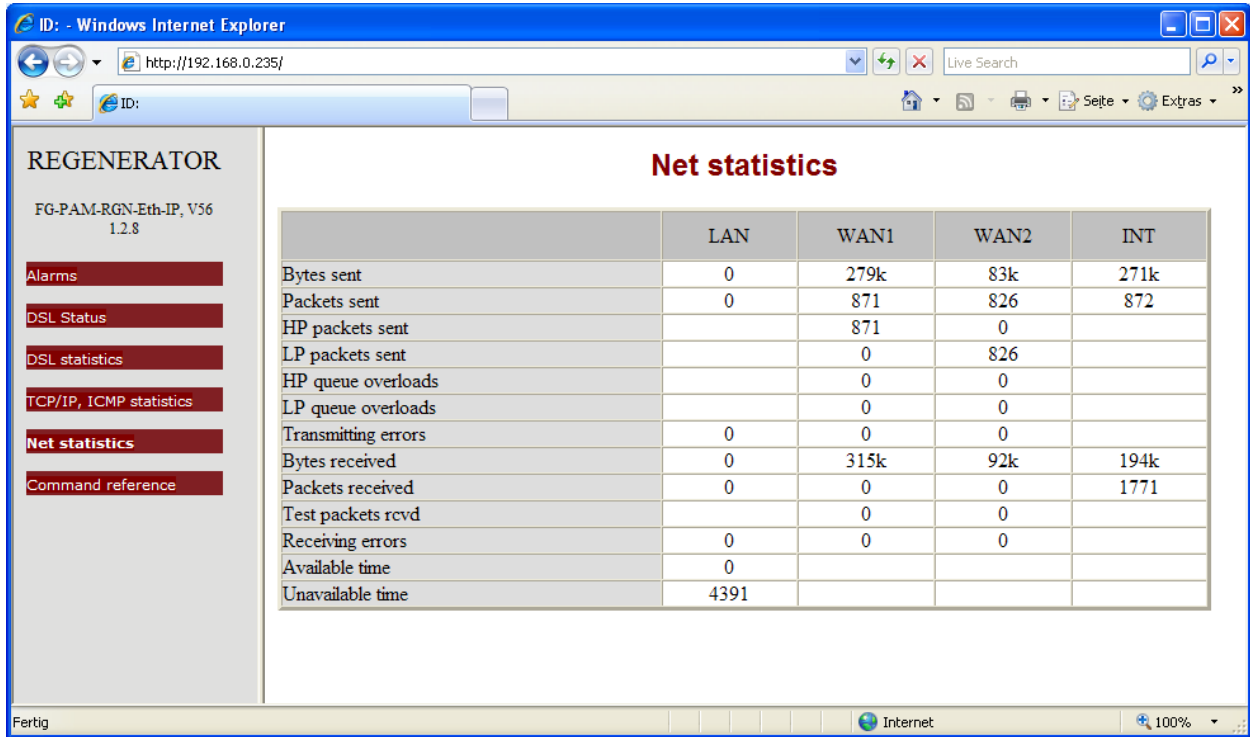 ID: - Windows Internet Explorer
http://192.168.0.235/
Live Search
ID:
Seite
Extras
REGENERATOR
FG-PAM-RGN-Eth-IP, V56
1.2.8
Alarms
DSL Status
DSL statistics
TCP/IP, ICMP statistics
Net statistics
Command reference
Net statistics
LAN WAN1 WAN2 INT
Bytes sent 0 279k 83k 271k
Packets sent 0 871 826 872
HP packets sent 871 0
LP packets sent 0 826
HP queue overloads 0 0
LP queue overloads 0 0
Transmitting errors 0 0 0
Bytes received 0 315k 92k 194k
Packets received 0 0 0 1771
Test packets rcvd 0 0
Receiving errors 0 0 0
Available time 0
Unavailable time 4391
Fertig
Internet
100%